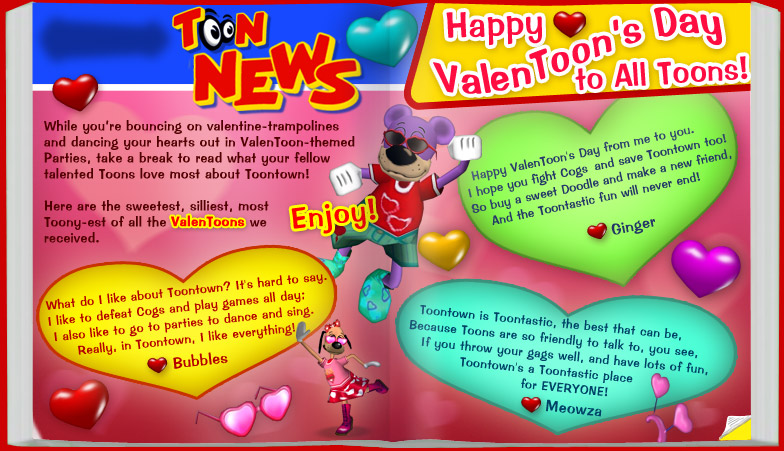 TOON
NEWS
While you're bouncing on valentine-trampolines
and dancing your hearts out in ValenToon-themed
Parties, take a break to read what your fellow
talented Toons love most about Toontown!
Here are the sweetest, silliest, most
Toony-est of all the ValenToons we
received.
Enjoy!
What do I like about Toontown? It's hard to say.
I like to defeat Cogs and play games all day;
I also like to go to parties to dance and sing.
Really, in Toontown, I like everything!
Bubbles
Happy ValenToon's Day
to All Toons!
Happy ValenToon's Day from me to you.
I hope you fight Cogs and save Toontown too!
So buy a sweet Doodle and make a new friend,
And the Toontastic fun will never end!
Ginger
Toontown is Toontastic, the best that can be,
Because Toons are so friendly to talk to, you see,
If you throw your gags well, and have lots of fun,
Toontown's a Toontastic place
for EVERYONE!
Meowza